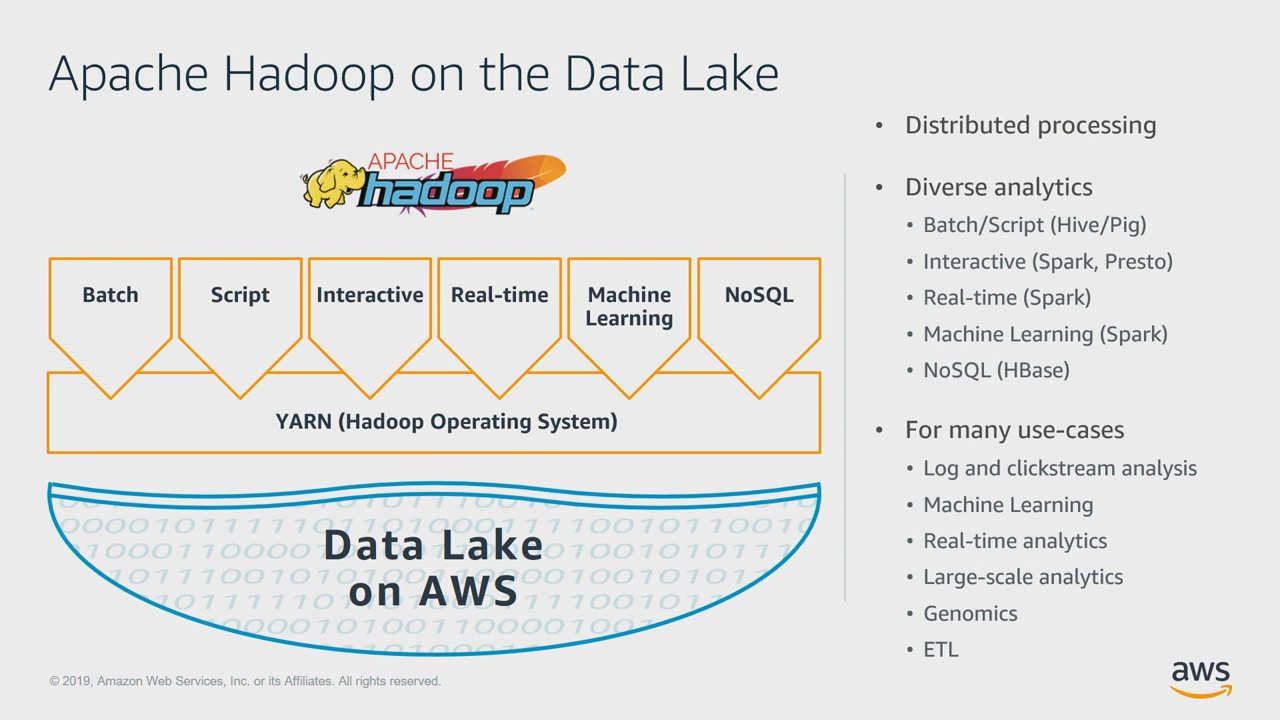 Apache Hadoop on the Data Lake
APACHE
hadoop
Batch
Script
Interactive
Real-time
Machine
Learning
NoSQL
YARN (Hadoop Operating System)
Data Lake
on AWS
• Distributed processing
• Diverse analytics
• Batch/Script (Hive/Pig)
• Interactive (Spark, Presto)
• Real-time (Spark)
• Machine Learning (Spark)
• NoSQL (HBase)
• For many use-cases
• Log and clickstream analysis
• Machine Learning
• Real-time analytics
• Large-scale analytics
• Genomics
• ETL
© 2019, Amazon Web Services, Inc. or its Affiliates. All rights reserved.
aws